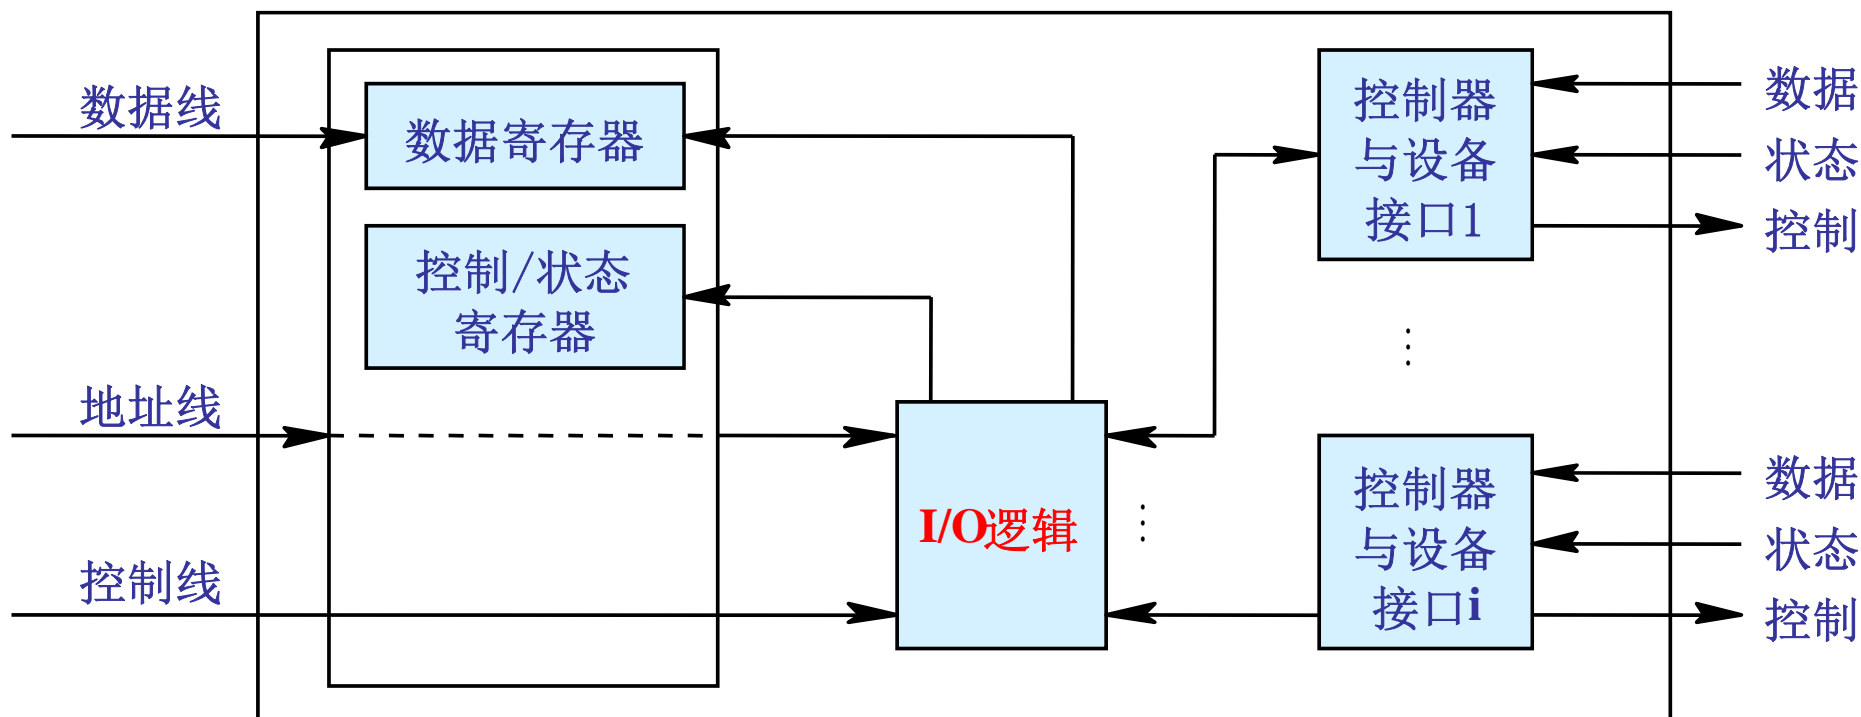 数据线
地址线
控制线
数据寄存器
控制/状态
寄存器
I/O逻辑
控制器
与设备
接口1
控制器
与设备
接口i
数据
状态
控制
数据
状态
控制